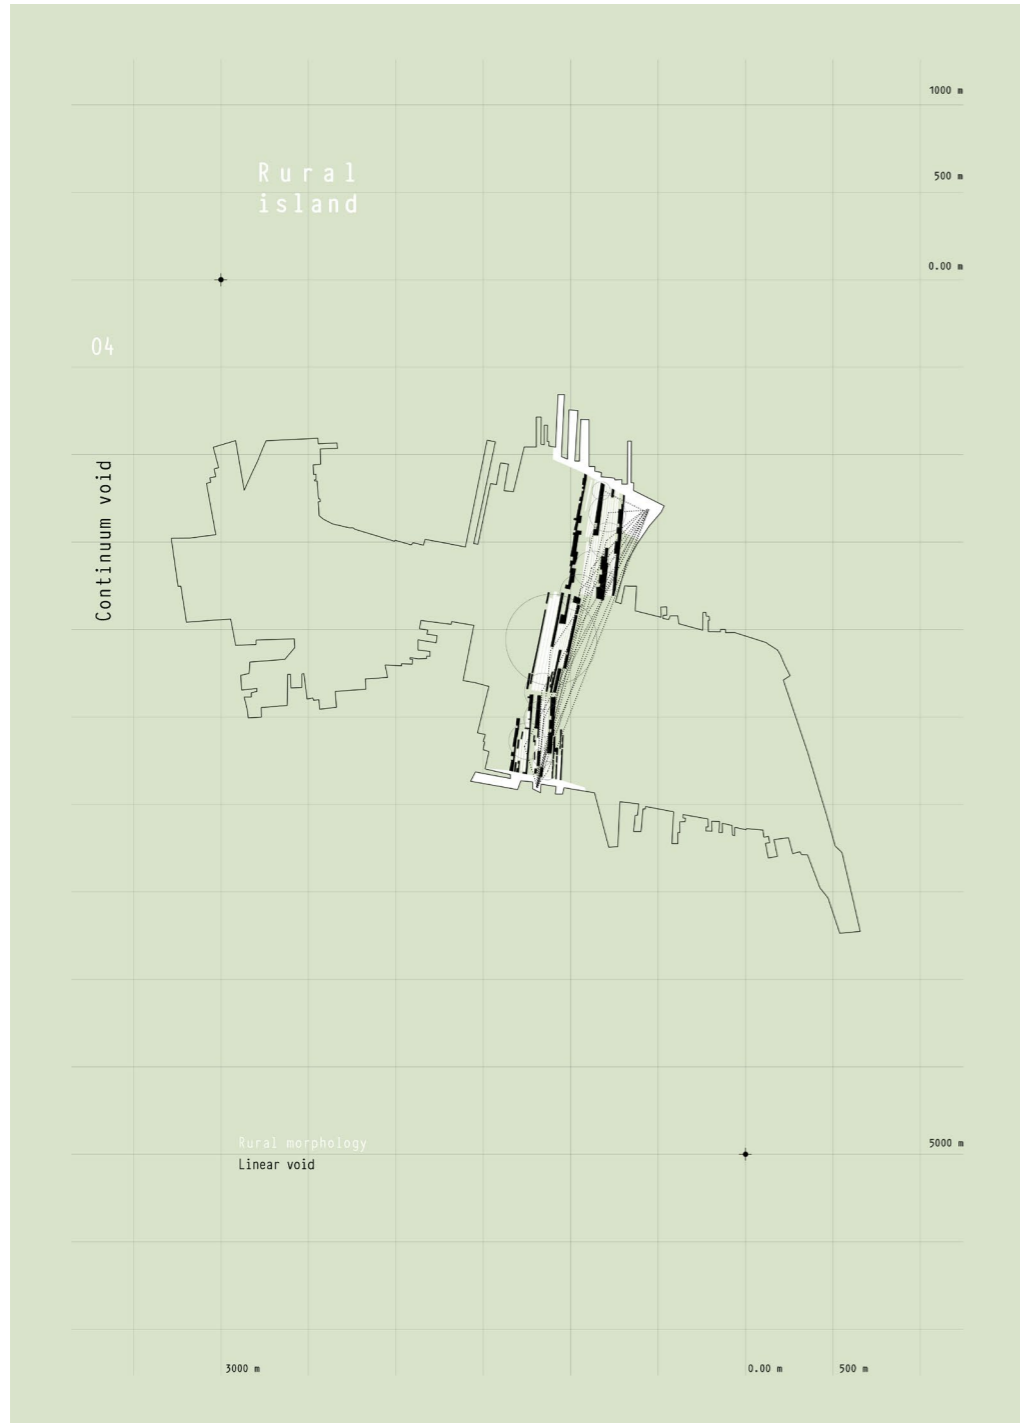 1000 m
500 m
Rural
island
0.00 m
04
Continuum void
Rural morphology
Linear void
5000 m
3000 m
0.00 m
500 m